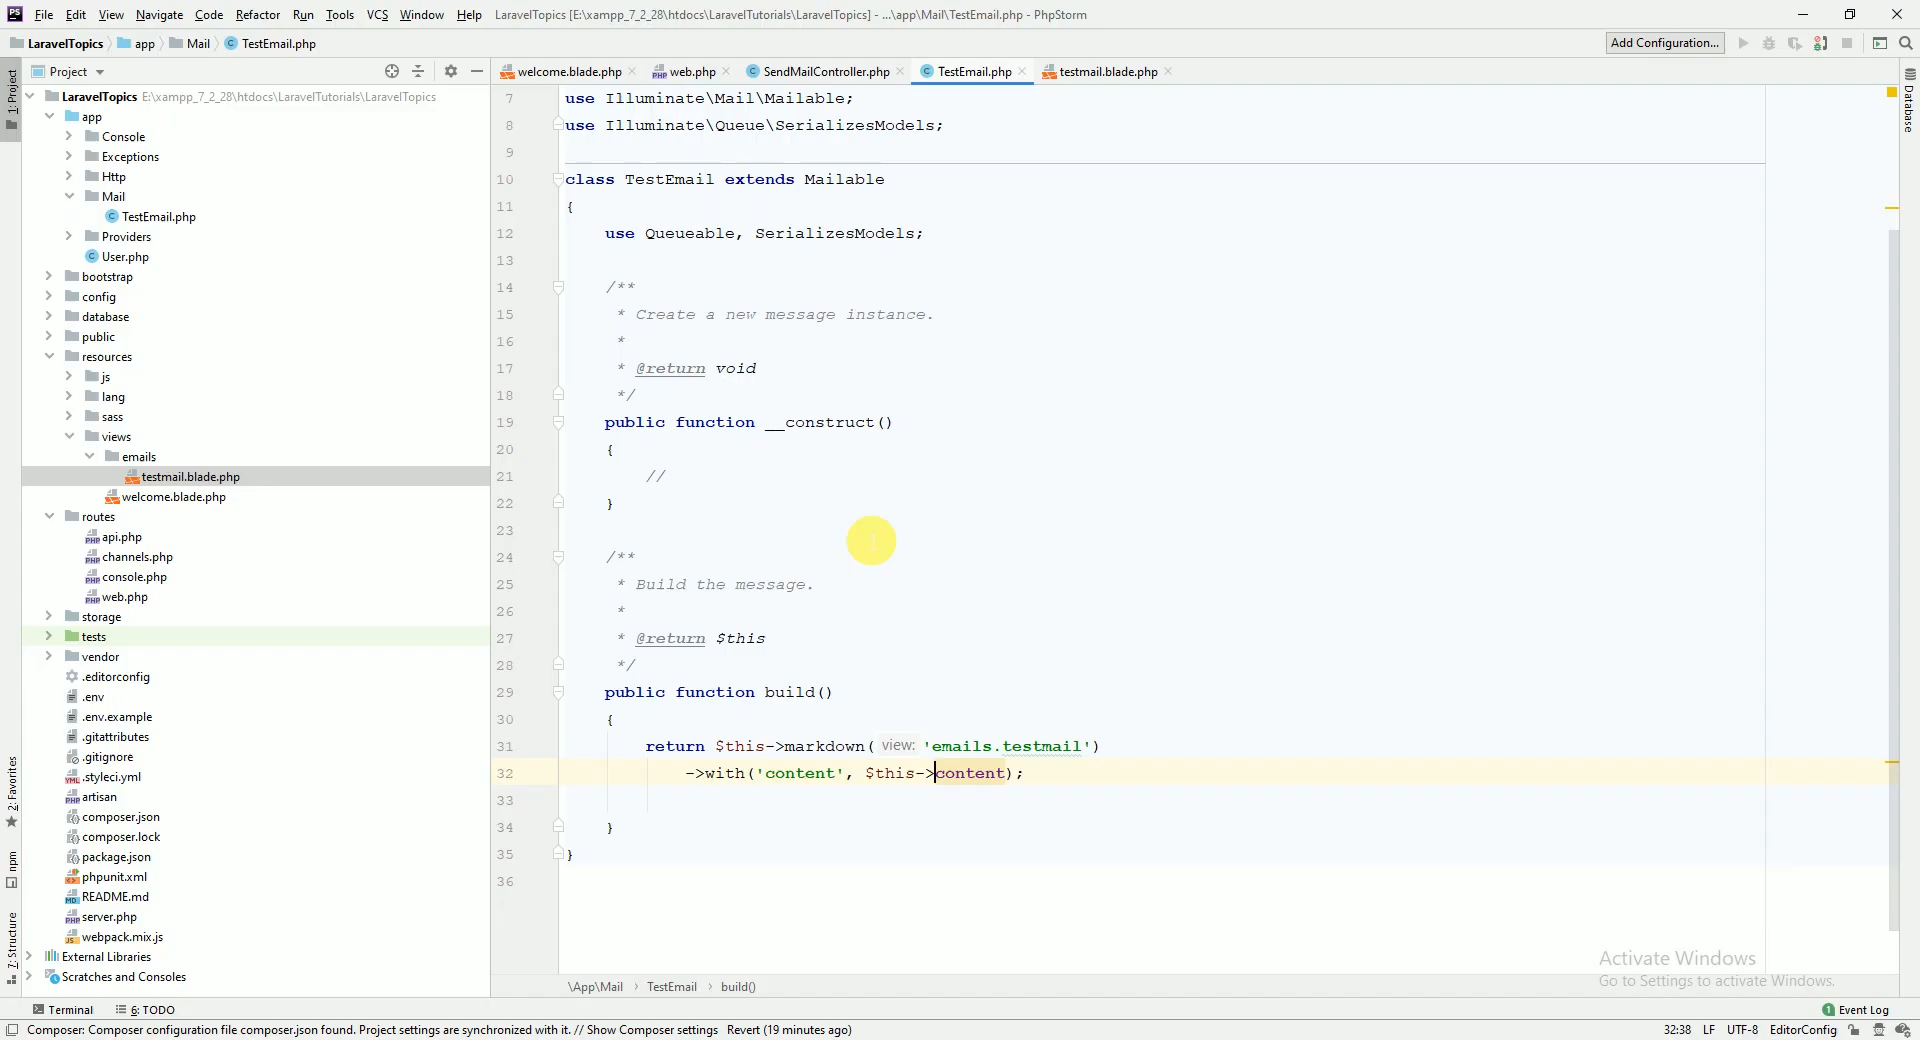 PS File Edit View Navigate Code Refactor Run Tools VCS Window Help LaravelTopics [E:\xampp_7_2_28\htdocs\LaravelTutorials\LaravelTopics] - ...\app\Mail\TestEmail.php - PhpStorm
LaravelTopics app Mail TestEmail.php Add Configuration...
Project
welcome.blade.php web.php SendMailController.php TestEmail.php testmail.blade.php
1: Project
2: Favorites
npm
7: Structure
Database
LaravelTopics E:\xampp_7_2_28\htdocs\LaravelTutorials\LaravelTopics
app
Console
Exceptions
Http
Mail
TestEmail.php
Providers
User.php
bootstrap
config
database
public
resources
js
lang
sass
views
emails
testmail.blade.php
welcome.blade.php
routes
api.php
channels.php
console.php
web.php
storage
tests
vendor
.editorconfig
.env
.env.example
.gitattributes
.gitignore
.styleci.yml
artisan
composer.json
composer.lock
package.json
phpunit.xml
README.md
server.php
webpack.mix.js
External Libraries
Scratches and Consoles
7 use Illuminate\Mail\Mailable;
8 use Illuminate\Queue\SerializesModels;
9
10 class TestEmail extends Mailable
11 {
12 use Queueable, SerializesModels;
13
14 /**
15 * Create a new message instance.
16 *
17 * @return void
18 */
19 public function __construct()
20 {
21 //
22 }
23
24 /**
25 * Build the message.
26 *
27 * @return $this
28 */
29 public function build()
30 {
31 return $this->markdown( view: 'emails.testmail')
32 ->with('content', $this->content);
33
34 }
35 }
36
Activate Windows
Go to Settings to activate Windows.
\App\Mail TestEmail build()
Terminal 6: TODO 1 Event Log
Composer: Composer configuration file composer.json found. Project settings are synchronized with it. // Show Composer settings Revert (19 minutes ago) 32:38 LF UTF-8 EditorConfig